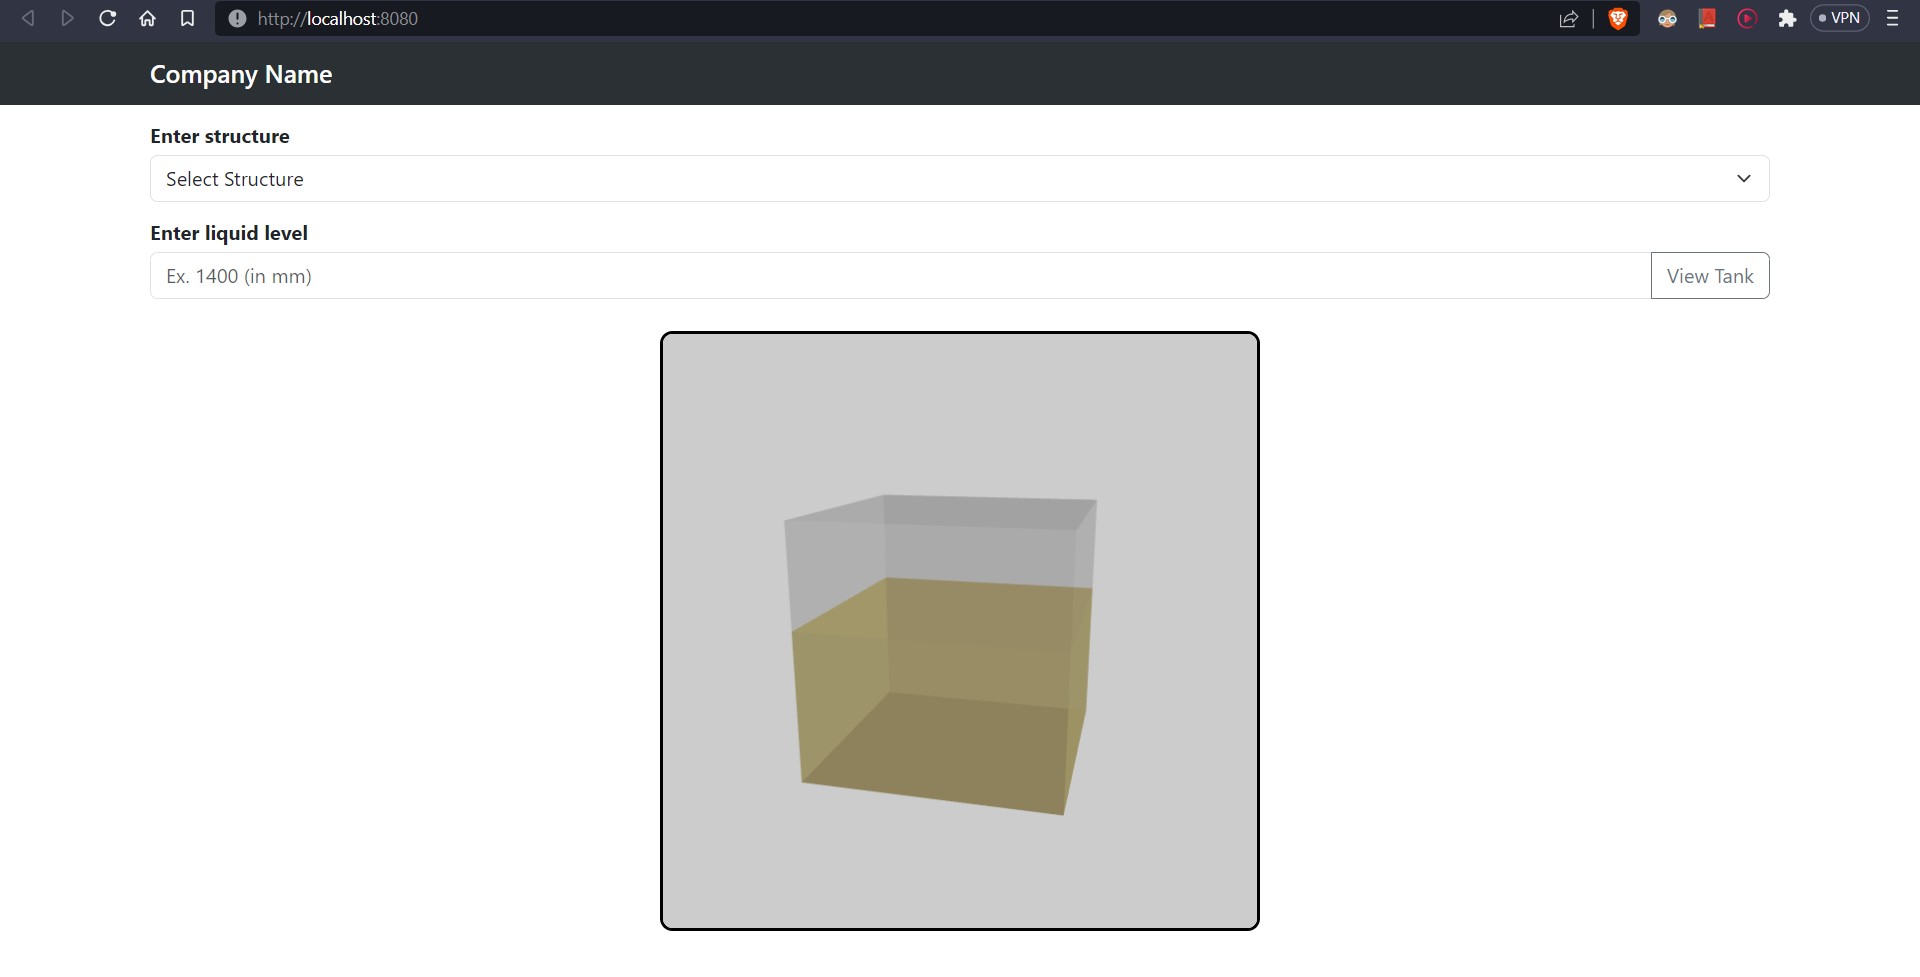 http://localhost:8080
VPN
Company Name
Enter structure
Select Structure
Enter liquid level
Ex. 1400 (in mm)
View Tank